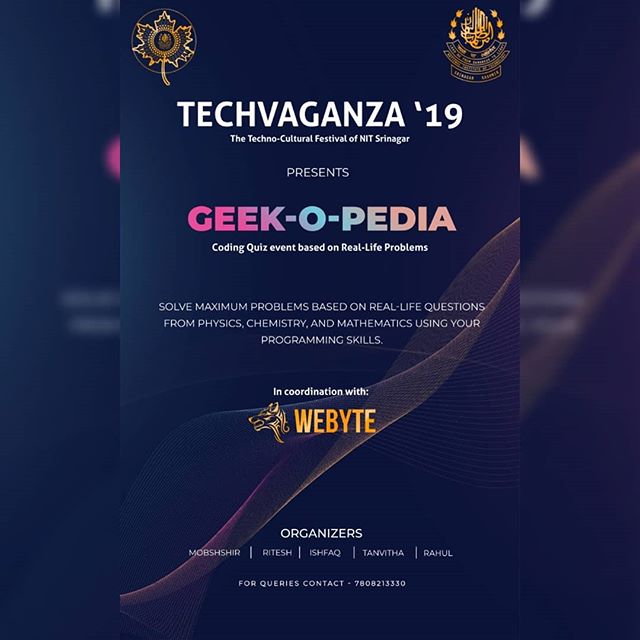 TECHVAGANZA ‘19
The Techno-Cultural Festival of NIT Srinagar
PRESENTS
GEEK-O-PEDIA
Coding Quiz event based on Real-Life Problems
SOLVE MAXIMUM PROBLEMS BASED ON REAL-LIFE QUESTIONS
FROM PHYSICS, CHEMISTRY, AND MATHEMATICS USING YOUR
PROGRAMMING SKILLS.
In coordination with:
WEBYTE
ORGANIZERS
MOBSHSHIR | RITESH | ISHFAQ | TANVITHA | RAHUL
FOR QUERIES CONTACT - 7808213330